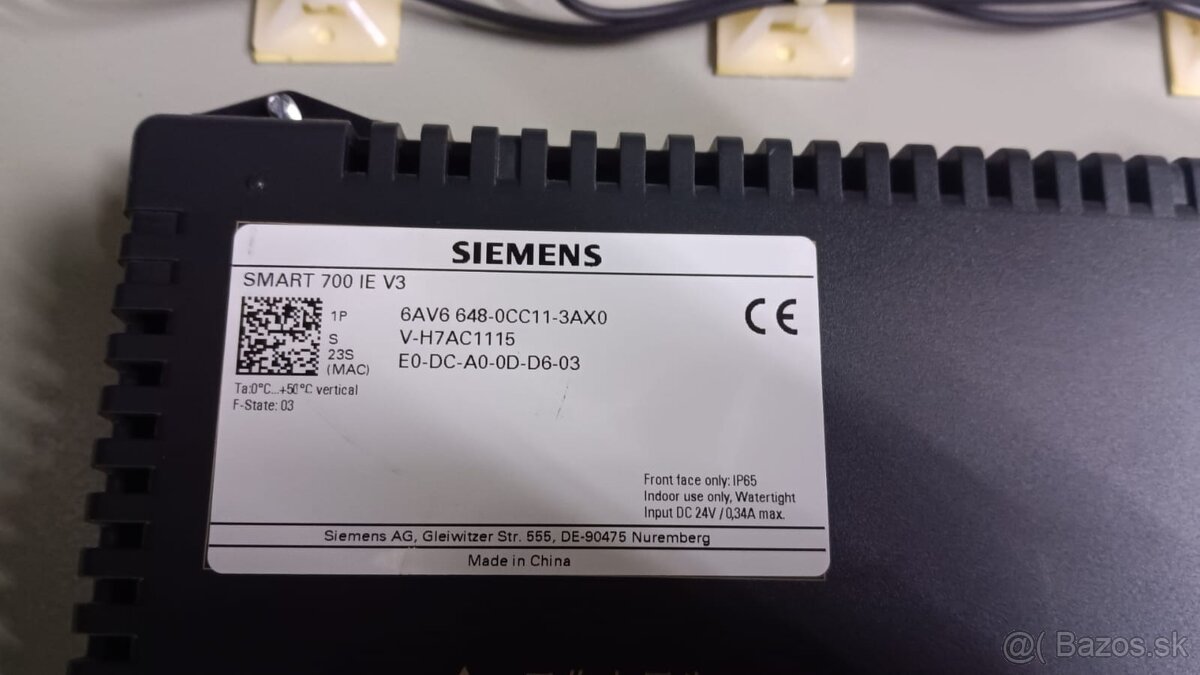 SIEMENS
SMART 700 IE V3
1P 6AV6 648-0CC11-3AX0
S V-H7AC1115
23S E0-DC-A0-0D-D6-03
(MAC)
Ta:0°C...+50°C vertical
F-State: 03
CE
Front face only: IP65
Indoor use only, Watertight
Input DC 24V / 0,34A max.
Siemens AG, Gleiwitzer Str. 555, DE-90475 Nuremberg
Made in China
@( Bazos.sk